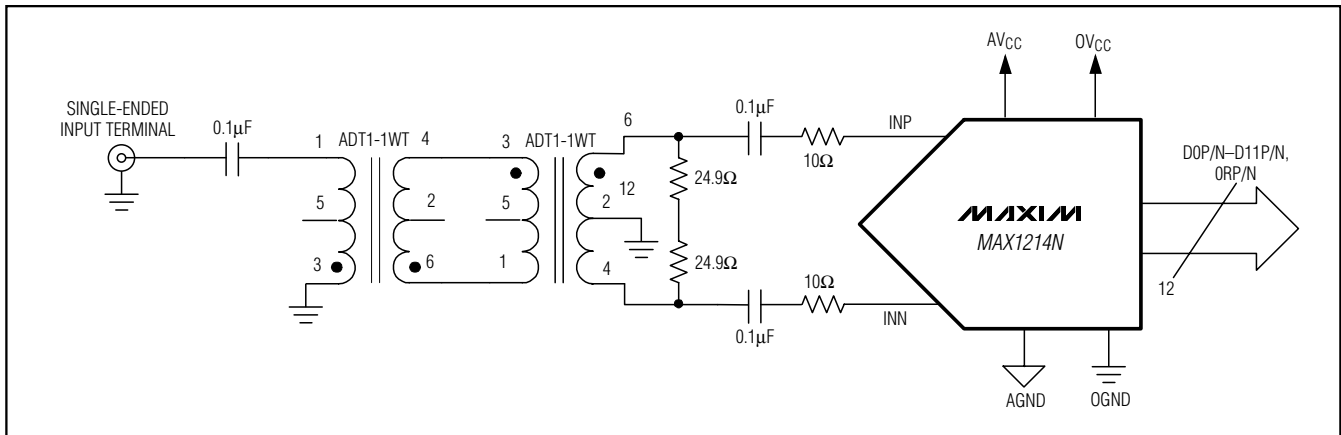 SINGLE-ENDED
INPUT TERMINAL
0.1µF
1
5
3
ADT1-1WT
4
2
6
3
5
1
ADT1-1WT
6
12
2
4
24.9Ω
24.9Ω
0.1µF
10Ω
INP
0.1µF
10Ω
INN
AVCC
OVCC
MAXIM
MAX1214N
AGND
OGND
D0P/N–D11P/N,
0RP/N
12